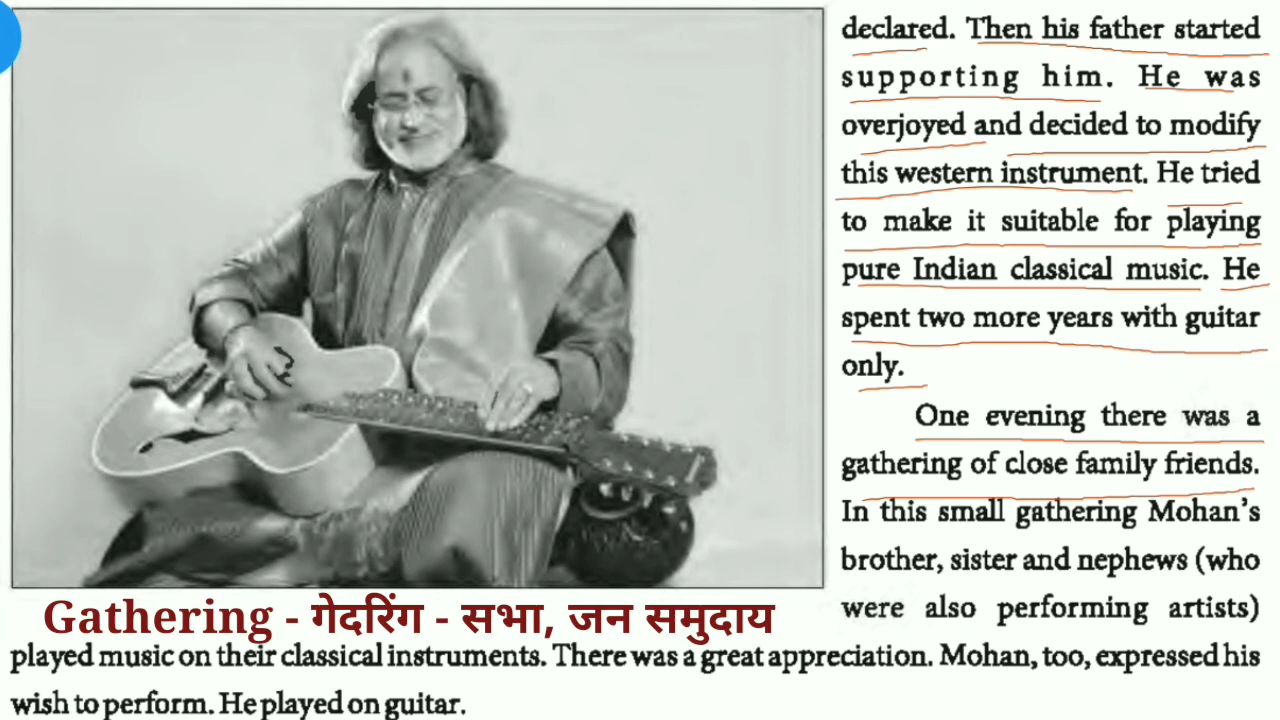 declared. Then his father started
supporting him. He was
overjoyed and decided to modify
this western instrument. He tried
to make it suitable for playing
pure Indian classical music. He
spent two more years with guitar
only.
One evening there was a
gathering of close family friends.
In this small gathering Mohan's
brother, sister and nephews (who
were also performing artists)
Gathering - गेदरिंग - सभा, जन समुदाय
played music on their classical instruments. There was a great appreciation. Mohan, too, expressed his
wish to perform. He played on guitar.